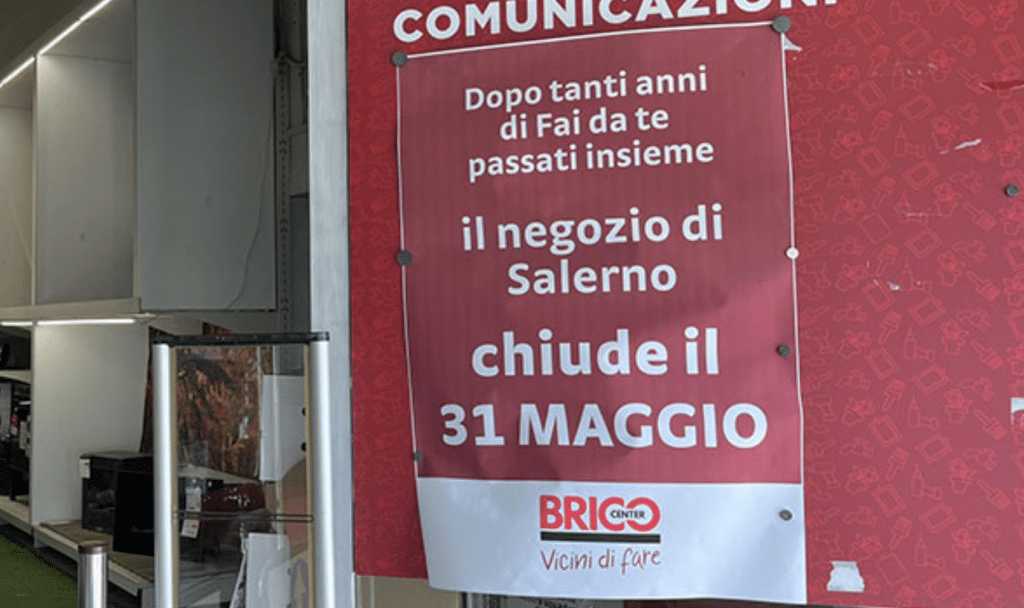 COMUNICAZIONI
Dopo tanti anni
di Fai da te
passati insieme
il negozio di
Salerno
chiude il
31 MAGGIO
BRICO
CENTER
Vicini di fare